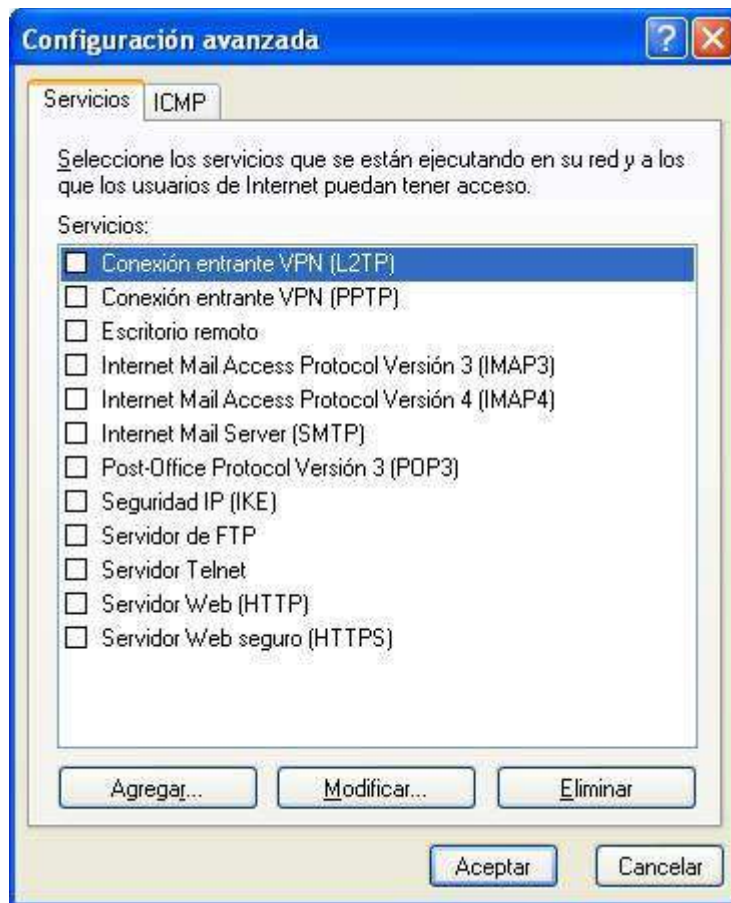 Configuración avanzada
Servicios
ICMP
Seleccione los servicios que se están ejecutando en su red y a los
que los usuarios de Internet puedan tener acceso.
Servicios:
Conexión entrante VPN (L2TP)
Conexión entrante VPN (PPTP)
Escritorio remoto
Internet Mail Access Protocol Versión 3 (IMAP3)
Internet Mail Access Protocol Versión 4 (IMAP4)
Internet Mail Server (SMTP)
Post-Office Protocol Versión 3 (POP3)
Seguridad IP (IKE)
Servidor de FTP
Servidor Telnet
Servidor Web (HTTP)
Servidor Web seguro (HTTPS)
Agregar... Modificar... Eliminar
Aceptar Cancelar